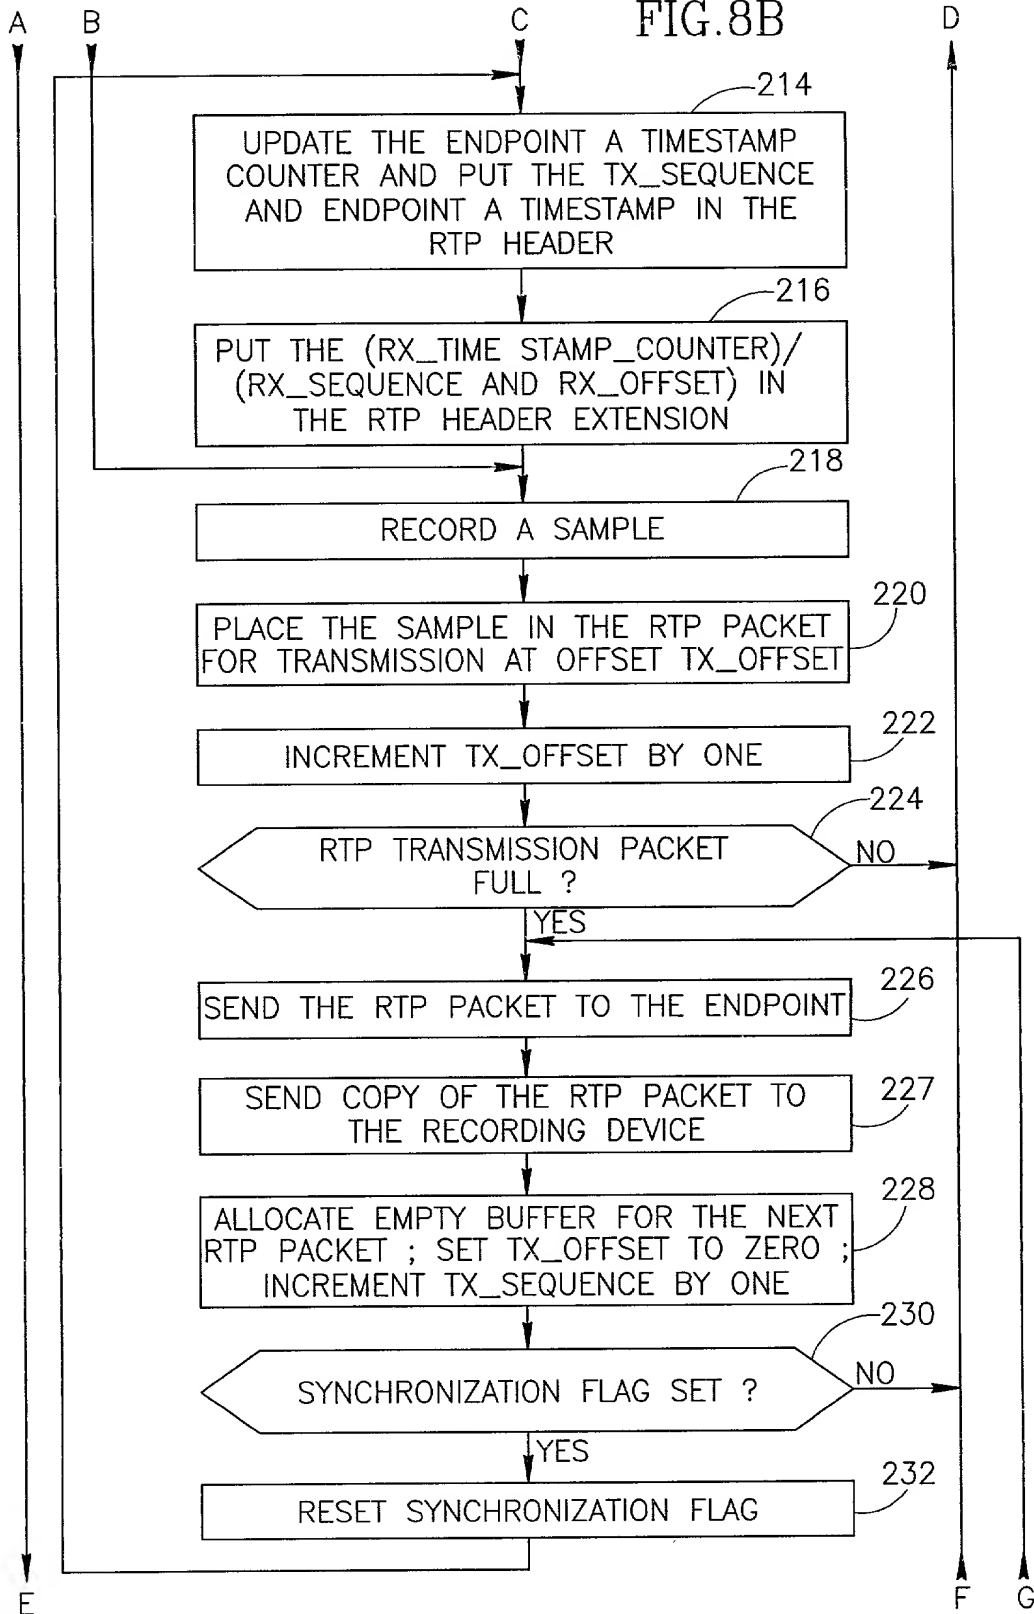 A
B
C
FIG.8B
D
214
UPDATE THE ENDPOINT A TIMESTAMP
COUNTER AND PUT THE TX_SEQUENCE
AND ENDPOINT A TIMESTAMP IN THE
RTP HEADER
216
PUT THE (RX_TIME STAMP_COUNTER)/
(RX_SEQUENCE AND RX_OFFSET) IN
THE RTP HEADER EXTENSION
218
RECORD A SAMPLE
220
PLACE THE SAMPLE IN THE RTP PACKET
FOR TRANSMISSION AT OFFSET TX_OFFSET
222
INCREMENT TX_OFFSET BY ONE
224
RTP TRANSMISSION PACKET
FULL ?
NO
YES
226
SEND THE RTP PACKET TO THE ENDPOINT
227
SEND COPY OF THE RTP PACKET TO
THE RECORDING DEVICE
228
ALLOCATE EMPTY BUFFER FOR THE NEXT
RTP PACKET ; SET TX_OFFSET TO ZERO ;
INCREMENT TX_SEQUENCE BY ONE
230
SYNCHRONIZATION FLAG SET ?
NO
YES
232
RESET SYNCHRONIZATION FLAG
E
F
G